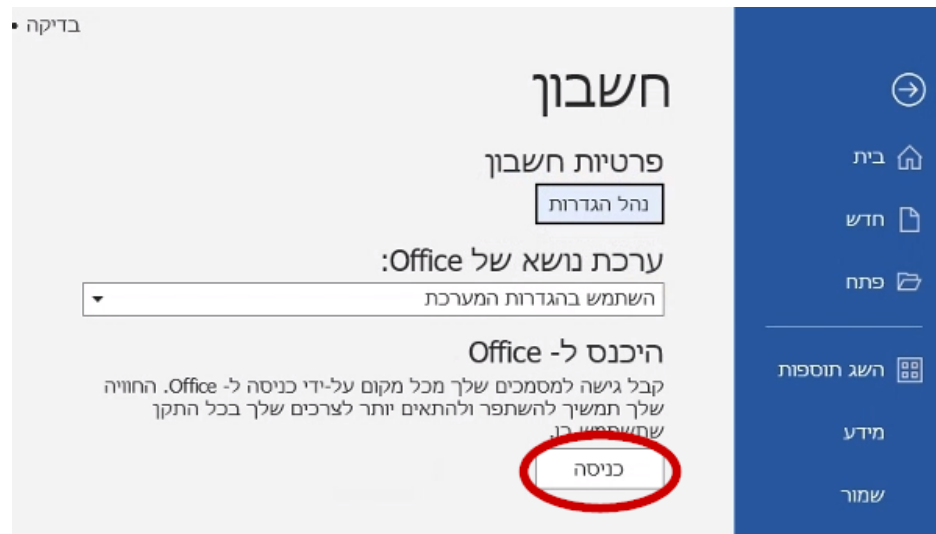 בדיקה •
חשבון
פרטיות חשבון
נהל הגדרות
ערכת נושא של Office:
השתמש בהגדרות המערכת
היכנס ל- Office
קבל גישה למסמכים שלך מכל מקום על-ידי כניסה ל- Office. החוויה
שלך תמשיך להשתפר ולהתאים יותר לצרכים שלך בכל התקן
שתשתמש בו.
כניסה
בית
חדש
פתח
השג תוספות
מידע
שמור